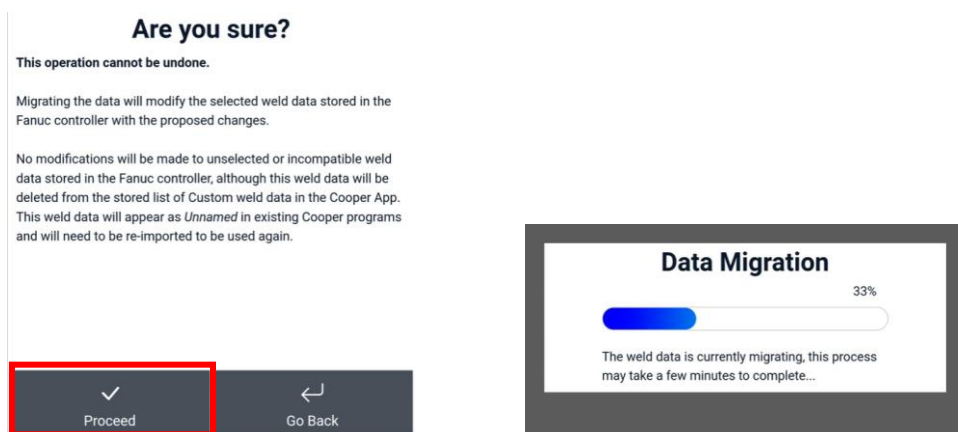 Are you sure?
This operation cannot be undone.
Migrating the data will modify the selected weld data stored in the
Fanuc controller with the proposed changes.
No modifications will be made to unselected or incompatible weld
data stored in the Fanuc controller, although this weld data will be
deleted from the stored list of Custom weld data in the Cooper App.
This weld data will appear as Unnamed in existing Cooper programs
and will need to be re-imported to be used again.
Proceed
Go Back
Data Migration
33%
The weld data is currently migrating, this process
may take a few minutes to complete...